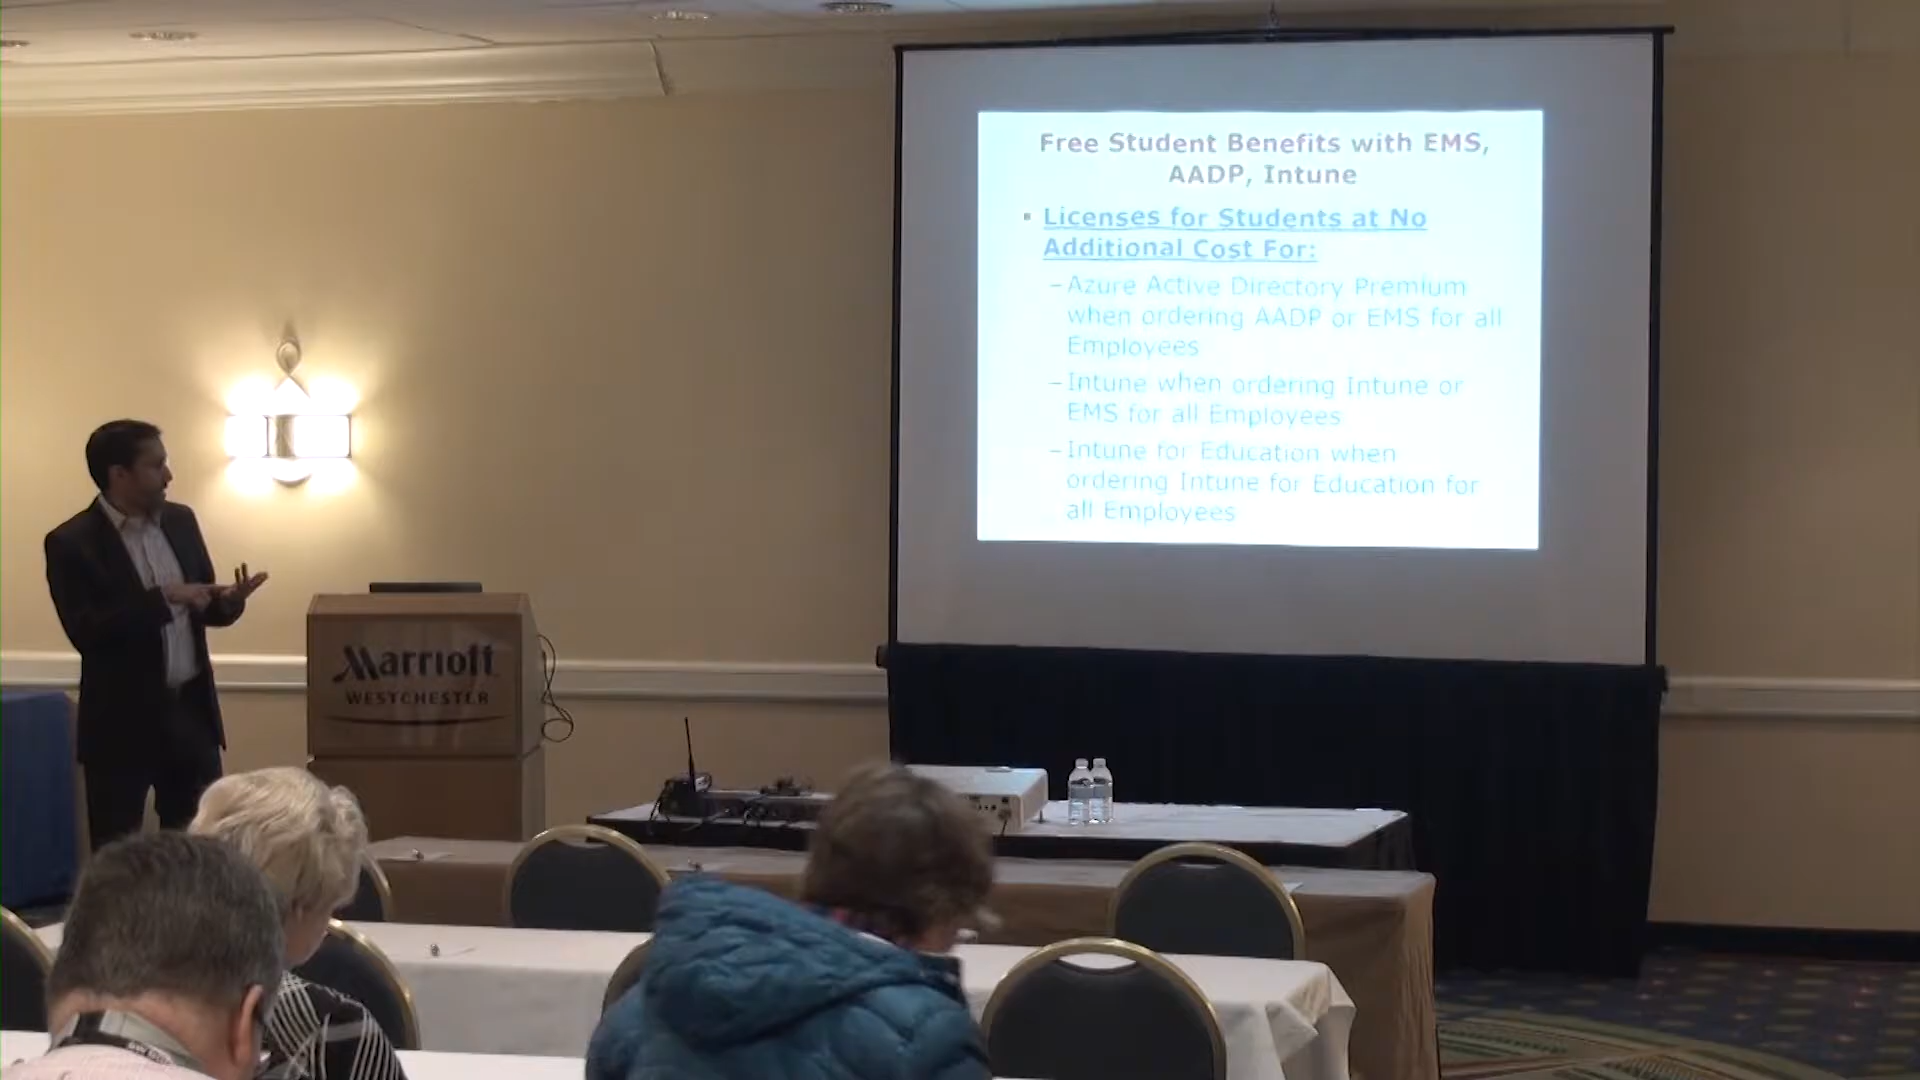 Free Student Benefits with EMS,
AADP, Intune
▪ Licenses for Students at No
Additional Cost For:
– Azure Active Directory Premium
when ordering AADP or EMS for all
Employees
– Intune when ordering Intune or
EMS for all Employees
– Intune for Education when
ordering Intune for Education for
all Employees
Marriott
WESTCHESTER